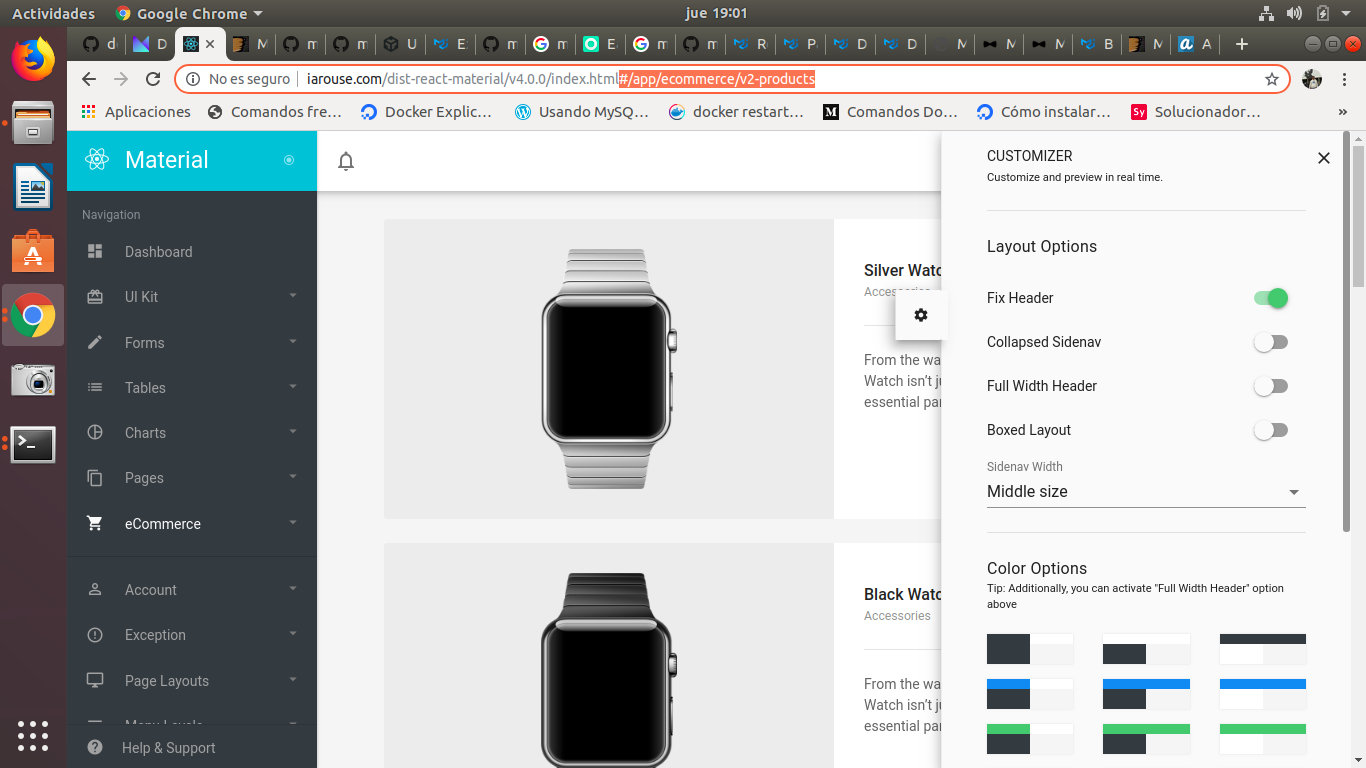 Actividades Google Chrome jue 19:01
d D M m m U E m m E m m R P D D M M M B M A
No es seguro iarouse.com/dist-react-material/v4.0.0/index.html#/app/ecommerce/v2-products
Aplicaciones Comandos fre… Docker Explic… Usando MySQ… docker restart… M Comandos Do… Cómo instalar… Sy Solucionador… »
Material
Navigation
Dashboard
UI Kit
Forms
Tables
Charts
Pages
eCommerce
Account
Exception
Page Layouts
Menu Levels
Help & Support
Silver Watc
Accessories
From the wa
Watch isn't ju
essential par
Black Watc
Accessories
From the wa
Watch isn't ju
essential par
CUSTOMIZER
Customize and preview in real time.
Layout Options
Fix Header
Collapsed Sidenav
Full Width Header
Boxed Layout
Sidenav Width
Middle size
Color Options
Tip: Additionally, you can activate "Full Width Header" option
above